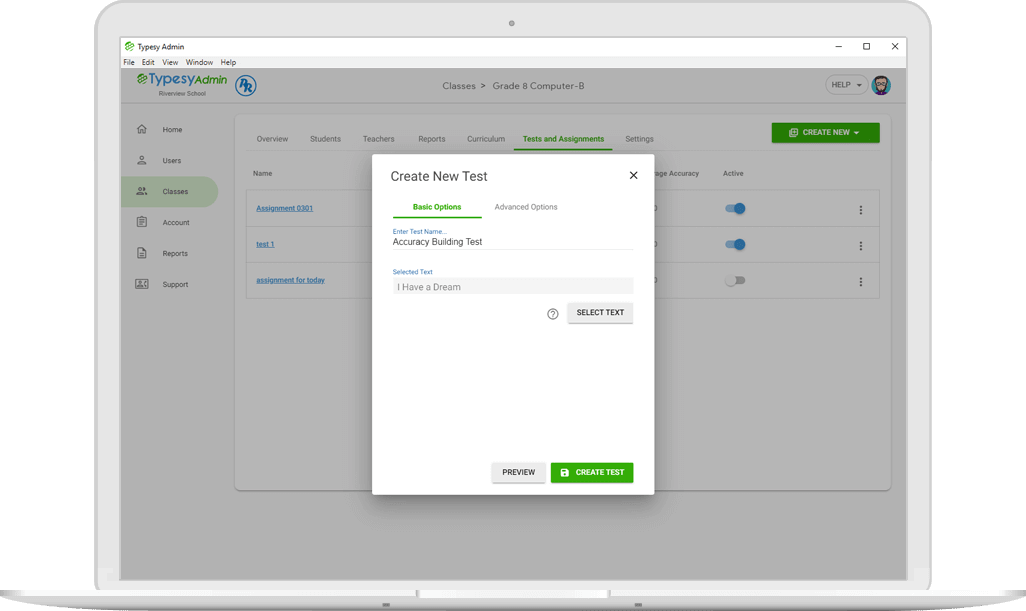 Typesy Admin
File Edit View Window Help
TypesyAdmin
Riverview School
Classes > Grade 8 Computer-B
HELP
Home
Users
Classes
Account
Reports
Support
Overview Students Teachers Reports Curriculum Tests and Assignments Settings
CREATE NEW
Name Accuracy Active
Assignment 0301
test 1
assignment for today
Create New Test
Basic Options Advanced Options
Enter Test Name...
Accuracy Building Test
Selected Text
I Have a Dream
SELECT TEXT
PREVIEW CREATE TEST